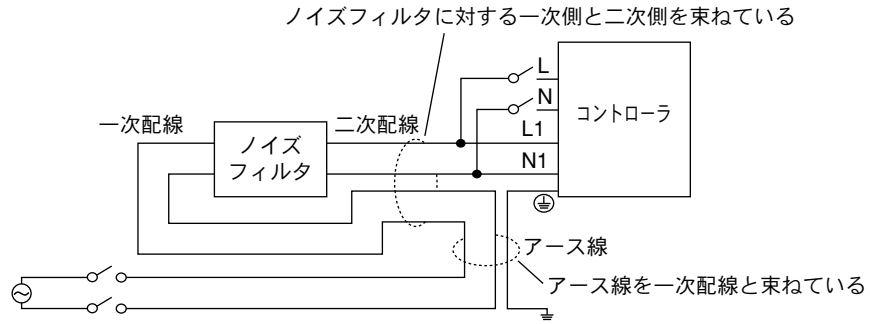 ノイズフィルタに対する一次側と二次側を束ねている
L
N
コントローラ
一次配線
二次配線
L1
ノイズ
フィルタ
N1
アース線
アース線を一次配線と束ねている